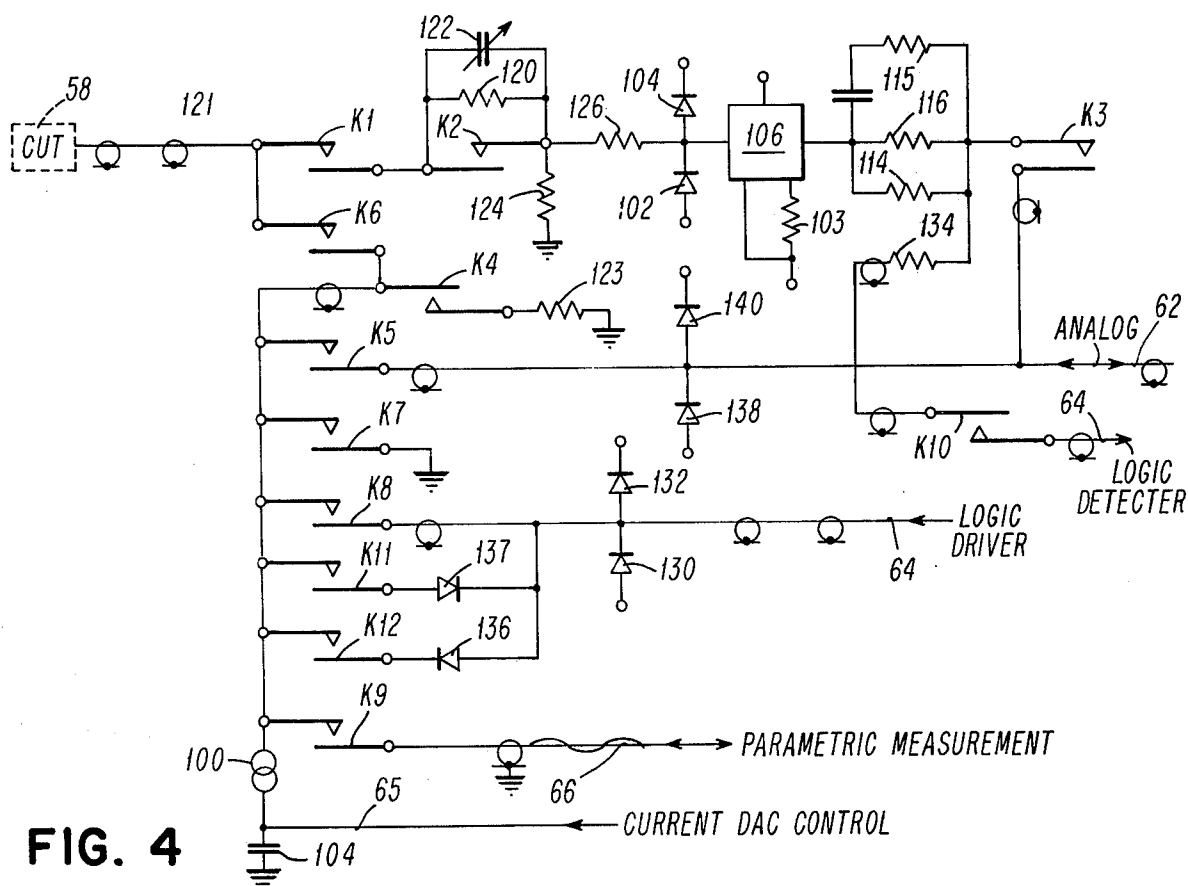 58
CUT
121
K1
122
120
K2
126
104
106
115
116
114
K3
124
102
103
134
K6
K4
123
140
ANALOG
62
K5
138
K10
64
LOGIC
DETECTER
K7
K8
132
LOGIC
DRIVER
64
K11
137
130
K12
136
K9
100
66
PARAMETRIC MEASUREMENT
65
CURRENT DAC CONTROL
104
FIG. 4